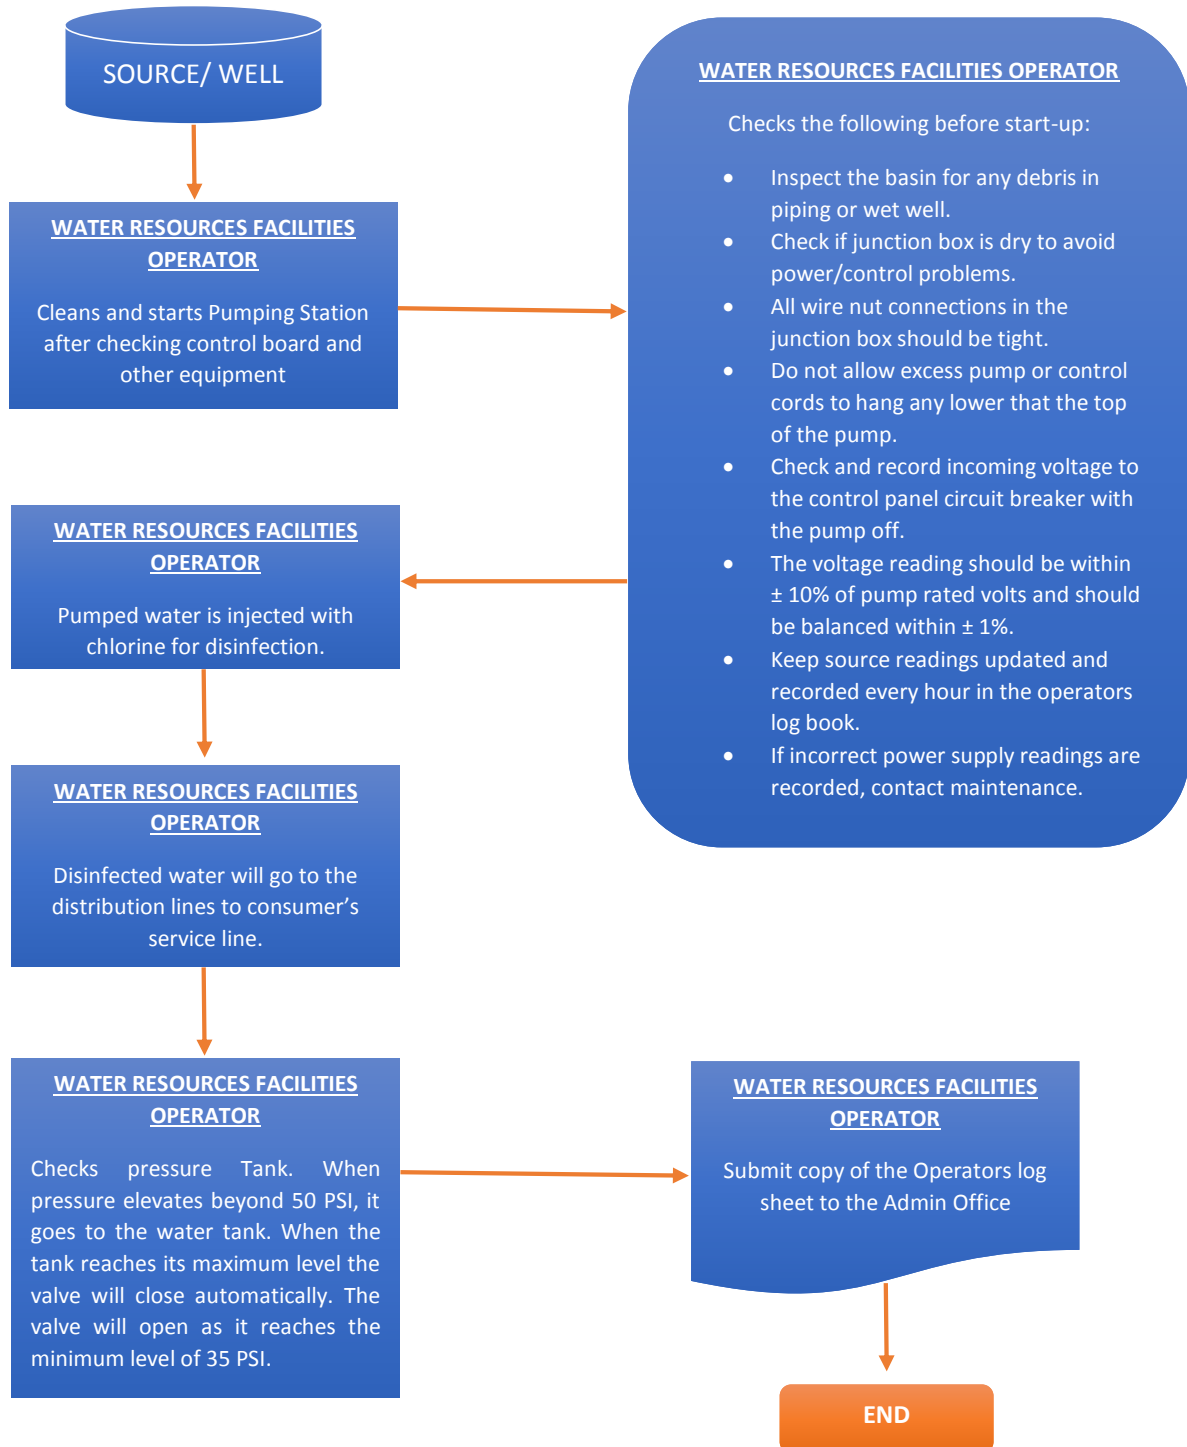 SOURCE/ WELL
WATER RESOURCES FACILITIES
OPERATOR
Cleans and starts Pumping Station
after checking control board and
other equipment
WATER RESOURCES FACILITIES OPERATOR
Checks the following before start-up:
• Inspect the basin for any debris in
piping or wet well.
• Check if junction box is dry to avoid
power/control problems.
• All wire nut connections in the
junction box should be tight.
• Do not allow excess pump or control
cords to hang any lower that the top
of the pump.
• Check and record incoming voltage to
the control panel circuit breaker with
the pump off.
• The voltage reading should be within
± 10% of pump rated volts and should
be balanced within ± 1%.
• Keep source readings updated and
recorded every hour in the operators
log book.
• If incorrect power supply readings are
recorded, contact maintenance.
WATER RESOURCES FACILITIES
OPERATOR
Pumped water is injected with
chlorine for disinfection.
WATER RESOURCES FACILITIES
OPERATOR
Disinfected water will go to the
distribution lines to consumer’s
service line.
WATER RESOURCES FACILITIES
OPERATOR
Checks pressure Tank. When
pressure elevates beyond 50 PSI, it
goes to the water tank. When the
tank reaches its maximum level the
valve will close automatically. The
valve will open as it reaches the
minimum level of 35 PSI.
WATER RESOURCES FACILITIES
OPERATOR
Submit copy of the Operators log
sheet to the Admin Office
END